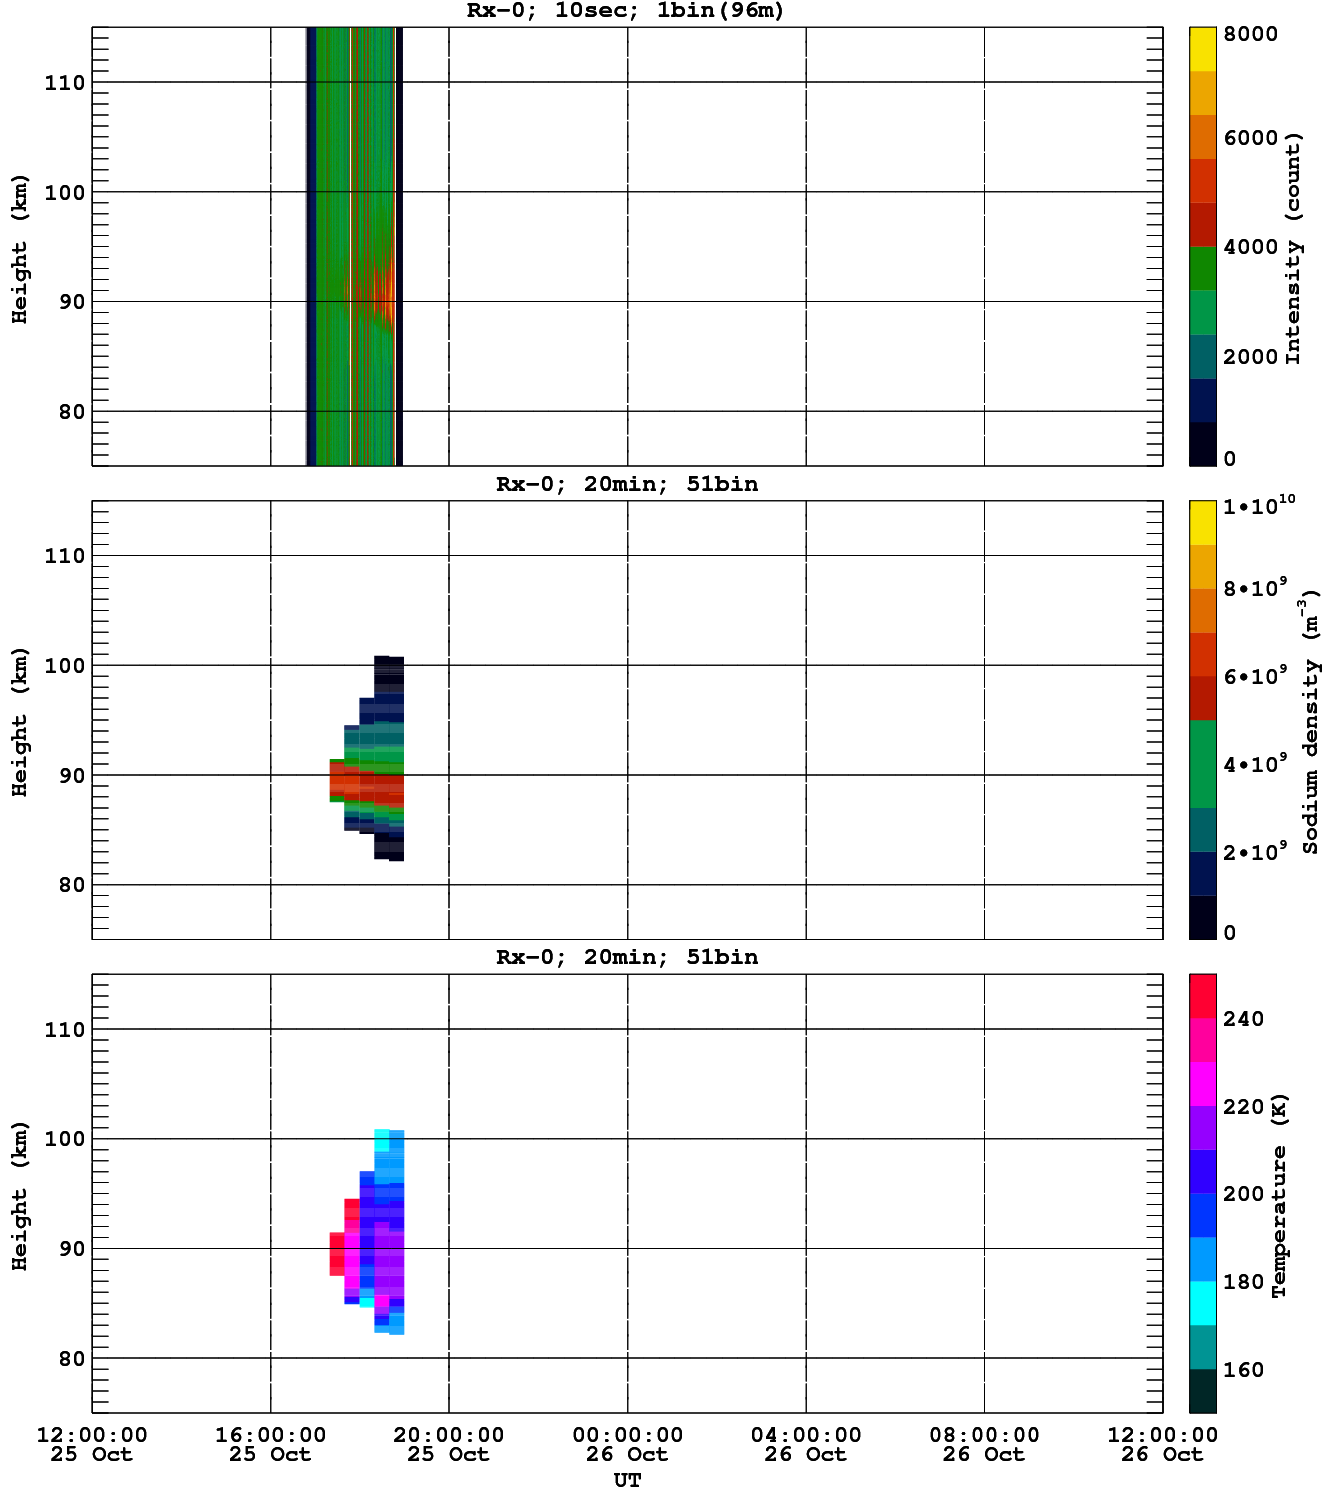 Rx-0; 10sec; 1bin(96m)
110
100
90
80
Height (km)
8000
6000
4000
2000
0
Intensity (count)
Rx-0; 20min; 51bin
110
100
90
80
Height (km)
1•10¹⁰
8•10⁹
6•10⁹
4•10⁹
2•10⁹
0
Sodium density (m⁻³)
Rx-0; 20min; 51bin
110
100
90
80
Height (km)
240
220
200
180
160
Temperature (K)
12:00:00 16:00:00 20:00:00 00:00:00 04:00:00 08:00:00 12:00:00
25 Oct 25 Oct 25 Oct 26 Oct 26 Oct 26 Oct 26 Oct
UT